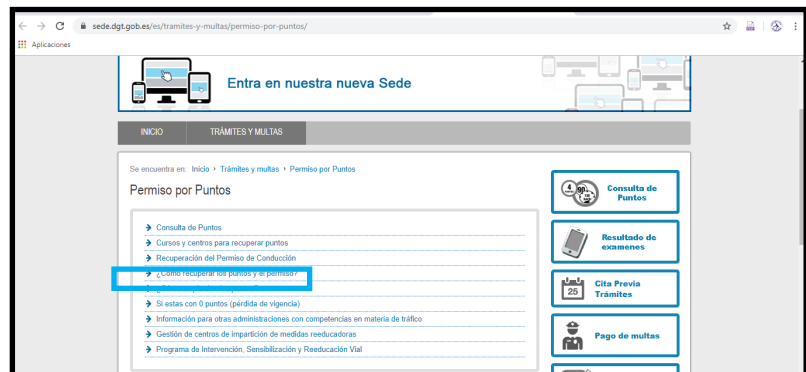 sede.dgt.gob.es/es/tramites-y-multas/permiso-por-puntos/
Aplicaciones
Entra en nuestra nueva Sede
INICIO TRÁMITES Y MULTAS
Se encuentra en: Inicio › Trámites y multas › Permiso por Puntos
Permiso por Puntos
Consulta de Puntos
Cursos y centros para recuperar puntos
Recuperación del Permiso de Conducción
¿Cómo recuperar los puntos y el permiso?
Si estas con 0 puntos (pérdida de vigencia)
Información para otras administraciones con competencias en materia de tráfico
Gestión de centros de impartición de medidas reeducadoras
Programa de Intervención, Sensibilización y Reeducación Vial
Consulta de
Puntos
Resultado de
examenes
25
Cita Previa
Trámites
Pago de multas